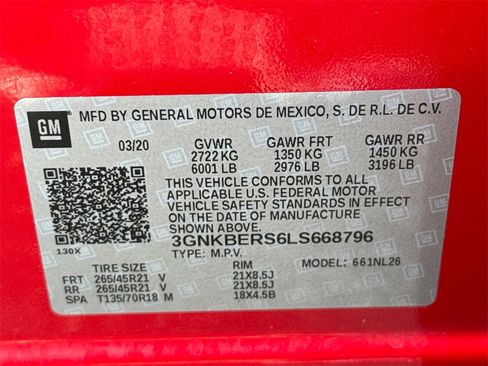 GM
MFD BY GENERAL MOTORS DE MEXICO, S. DE R.L. DE C.V.
03/20 GVWR GAWR FRT GAWR RR
2722 KG 1350 KG 1450 KG
6001 LB 2976 LB 3196 LB
THIS VEHICLE CONFORMS TO ALL
APPLICABLE U.S. FEDERAL MOTOR
VEHICLE SAFETY STANDARDS IN EFFECT
ON THE DATE OF MANUFACTURE
SHOWN ABOVE.
3GNKBERS6LS668796
130X TYPE: M.P.V. MODEL: 661NL26
TIRE SIZE RIM
FRT 265/45R21 V 21X8.5J
RR 265/45R21 V 21X8.5J
SPA T135/70R18 M 18X4.5B